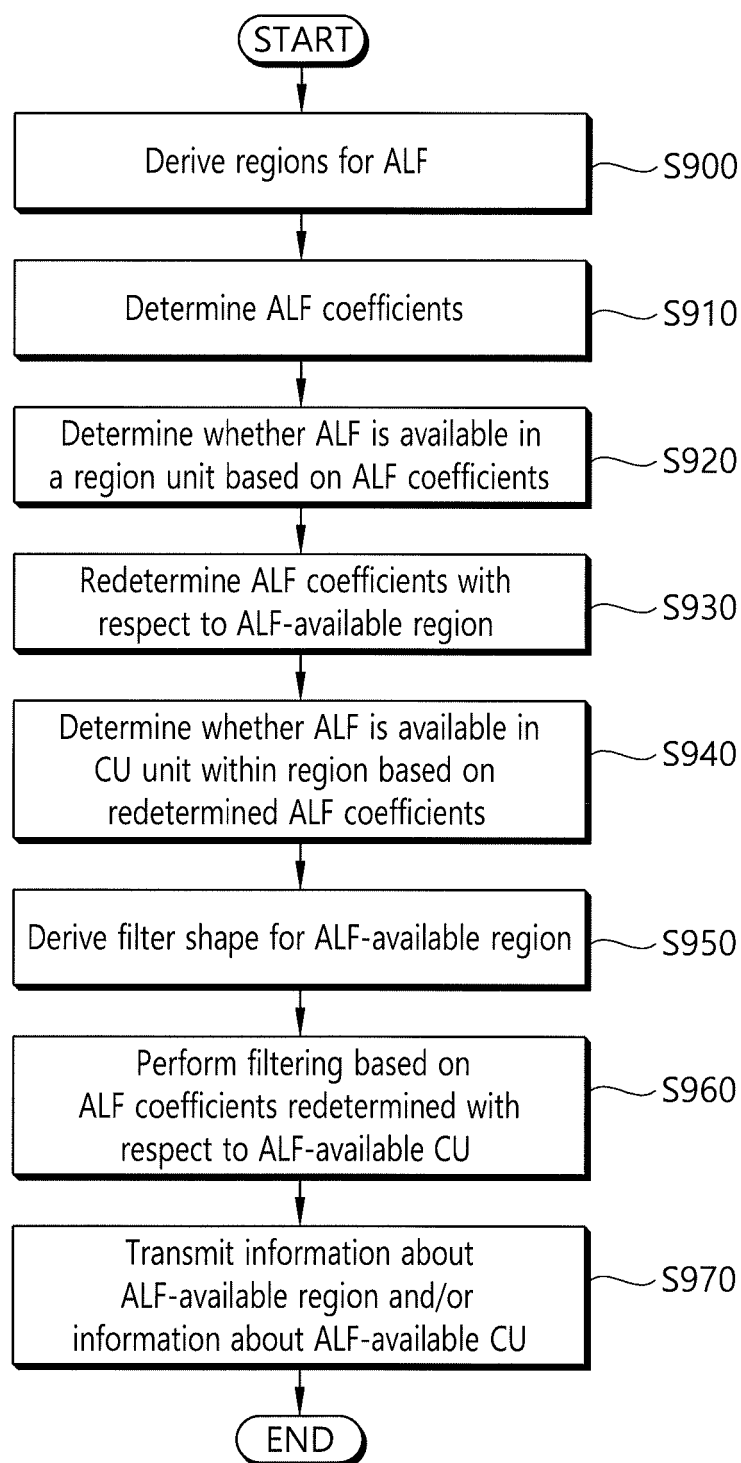 START
Derive regions for ALF
S900
Determine ALF coefficients
S910
Determine whether ALF is available in
a region unit based on ALF coefficients
S920
Redetermine ALF coefficients with
respect to ALF-available region
S930
Determine whether ALF is available in
CU unit within region based on
redetermined ALF coefficients
S940
Derive filter shape for ALF-available region
S950
Perform filtering based on
ALF coefficients redetermined with
respect to ALF-available CU
S960
Transmit information about
ALF-available region and/or
information about ALF-available CU
S970
END